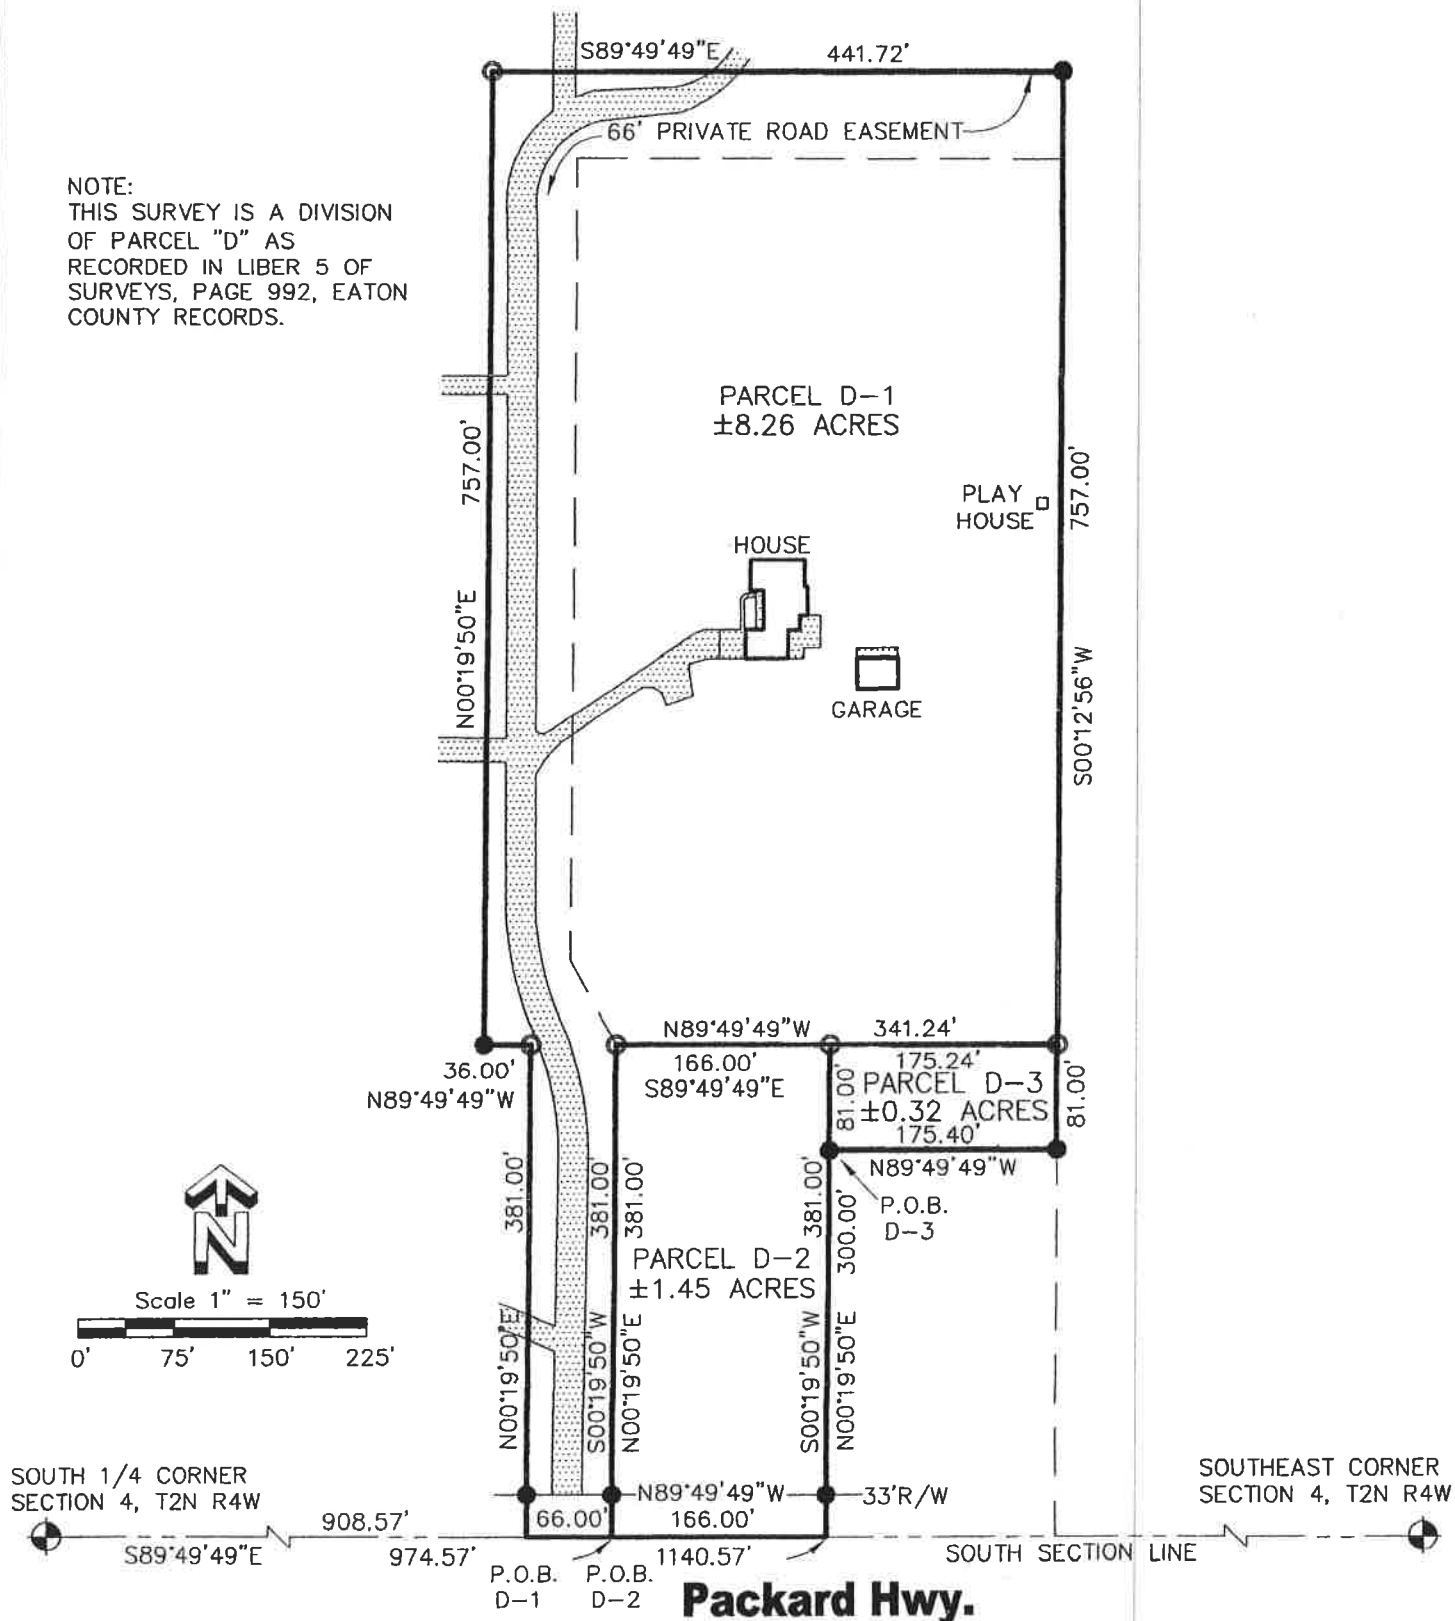 S89°49'49"E 441.72'
66' PRIVATE ROAD EASEMENT
NOTE:
THIS SURVEY IS A DIVISION
OF PARCEL "D" AS
RECORDED IN LIBER 5 OF
SURVEYS, PAGE 992, EATON
COUNTY RECORDS.
PARCEL D-1
±8.26 ACRES
757.00'
N00°19'50"E
757.00'
S00°12'56"W
PLAY
HOUSE
HOUSE
GARAGE
N89°49'49"W 341.24'
36.00'
N89°49'49"W
166.00'
S89°49'49"E
175.24'
PARCEL D-3
±0.32 ACRES
175.40'
N89°49'49"W
81.00'
81.00'
P.O.B.
D-3
381.00'
N00°19'50"E
381.00'
S00°19'50"W
381.00'
N00°19'50"E
PARCEL D-2
±1.45 ACRES
381.00'
S00°19'50"W
300.00'
N00°19'50"E
N
Scale 1" = 150'
0' 75' 150' 225'
SOUTH 1/4 CORNER
SECTION 4, T2N R4W
SOUTHEAST CORNER
SECTION 4, T2N R4W
N89°49'49"W 33'R/W
66.00' 166.00'
908.57'
S89°49'49"E
974.57' 1140.57'
SOUTH SECTION LINE
P.O.B.
D-1
P.O.B.
D-2
Packard Hwy.